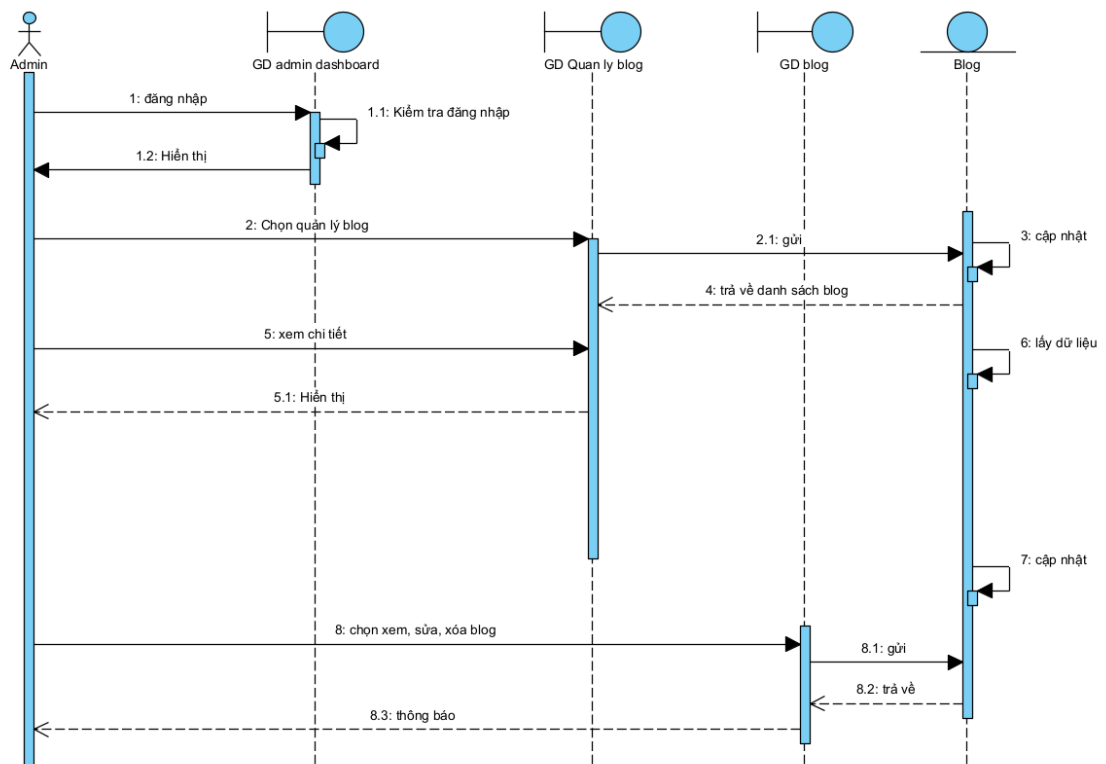 Admin
GD admin dashboard
GD Quan ly blog
GD blog
Blog
1: đăng nhập
1.1: Kiểm tra đăng nhập
1.2: Hiển thị
2: Chọn quản lý blog
2.1: gửi
3: cập nhật
4: trả về danh sách blog
5: xem chi tiết
6: lấy dữ liệu
5.1: Hiển thị
7: cập nhật
8: chọn xem, sửa, xóa blog
8.1: gửi
8.2: trả về
8.3: thông báo